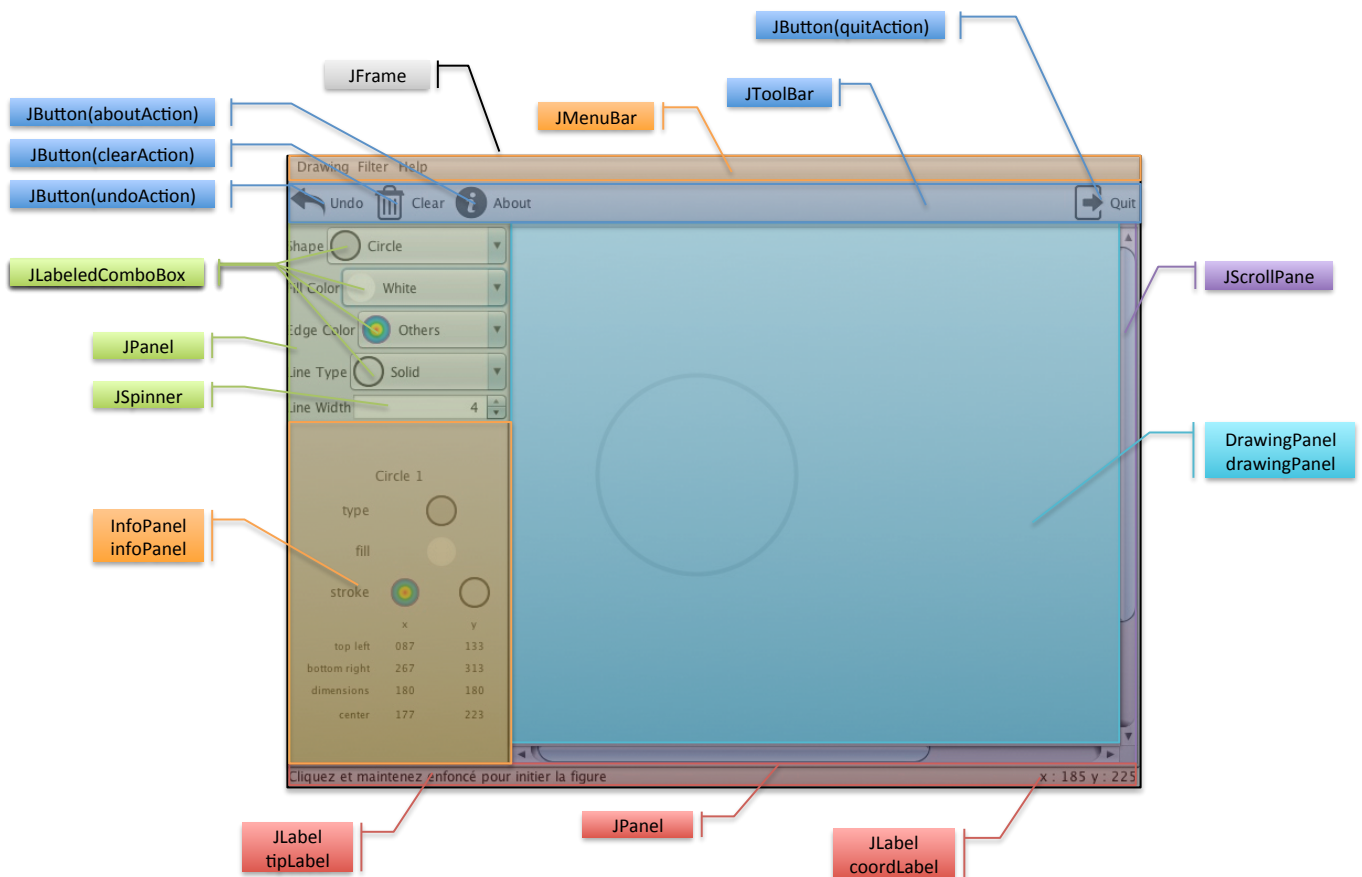 JButton(quitAction)
JFrame
JToolBar
JButton(aboutAction)
JMenuBar
JButton(clearAction)
JButton(undoAction)
Drawing Filter Help
Undo Clear About Quit
Shape Circle
JLabeledComboBox
JScrollPane
Fill Color White
Edge Color Others
JPanel
Line Type Solid
JSpinner
Line Width 4
DrawingPanel
drawingPanel
Circle 1
type
InfoPanel
infoPanel
fill
stroke
x y
top left 087 133
bottom right 267 313
dimensions 180 180
center 177 223
Cliquez et maintenez enfoncé pour initier la figure
x : 185 y : 225
JLabel
tipLabel
JPanel
JLabel
coordLabel